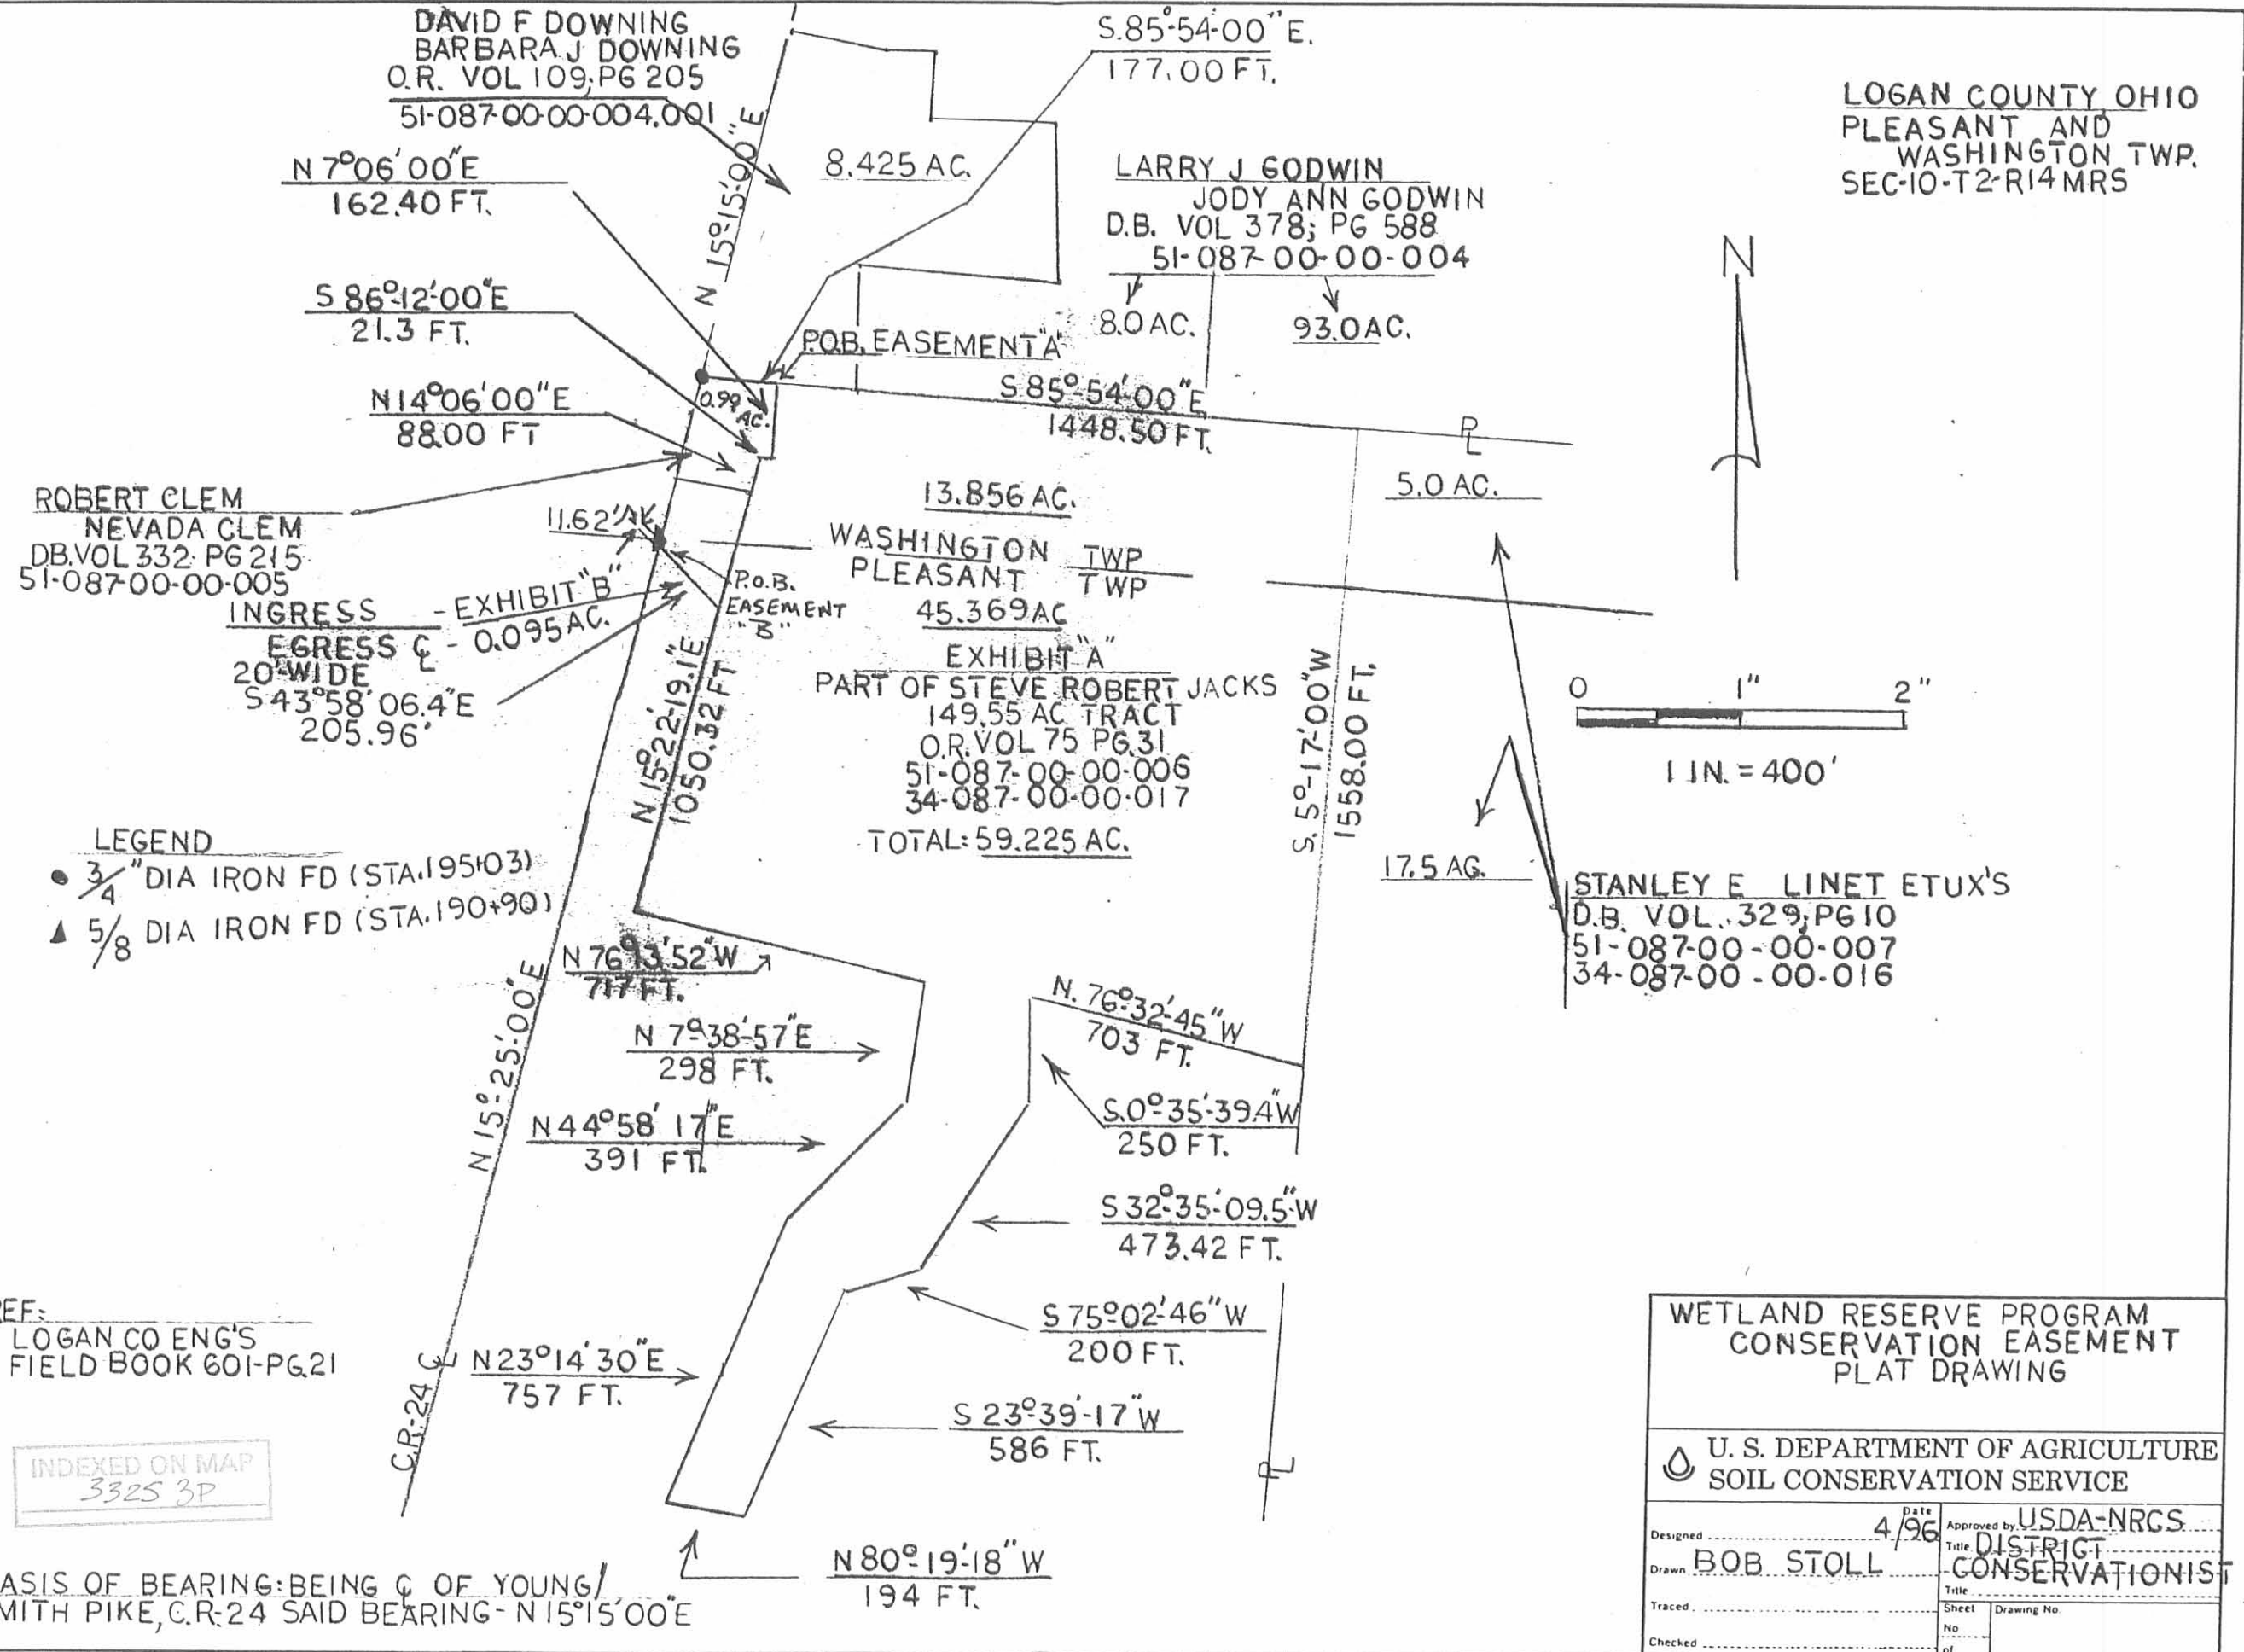 DAVID F DOWNING
BARBARA J DOWNING
O.R. VOL 109; PG 205
51-087-00-00-004.001
S.85°-54'-00" E.
177.00 FT.
LOGAN COUNTY, OHIO
PLEASANT AND
WASHINGTON TWP.
SEC-10-T2-R14 MRS
N 7°06'00"E
162.40 FT.
N 15°-15'-00" E
8.425 AC.
LARRY J GODWIN
JODY ANN GODWIN
D.B. VOL 378; PG 588
51-087-00-00-004
8.0 AC.
93.0 AC.
N
S 86°-12'-00"E
21.3 FT.
P.O.B. EASEMENT "A"
N 14°06'00"E
88.00 FT
0.99 AC.
S.85°-54'-00"E
1448.50 FT.
PL
5.0 AC.
ROBERT CLEM
NEVADA CLEM
D.B. VOL 332 PG 215
51-087-00-00-005
11.62'
13.856 AC.
WASHINGTON TWP
PLEASANT TWP
45.369 AC
P.O.B.
EASEMENT
"B"
INGRESS - EXHIBIT "B"
EGRESS ℄ - 0.095 AC.
20' WIDE
S 43°58'06.4"E
205.96'
EXHIBIT "A"
PART OF STEVE ROBERT JACKS
149.55 AC TRACT
O.R. VOL 75 PG.31
51-087-00-00-006
34-087-00-00-017
TOTAL: 59.225 AC.
N 15°-22'-19.1"E
1050.32 FT
S. 5°-17'-00"W
1558.00 FT.
0 1" 2"
1 IN. = 400'
17.5 AC.
STANLEY E LINET ETUX'S
D.B. VOL. 329; PG 10
51-087-00-00-007
34-087-00-00-016
LEGEND
● 3/4" DIA IRON FD (STA.195+03)
▲ 5/8 DIA IRON FD (STA.190+90)
N 15°-25'-00" E
N 76°13'52"W
717 FT.
N 7°-38'-57"E
298 FT.
N. 76°-32'-45"W
703 FT.
N 44°58'17"E
391 FT.
S.0°-35'-39.4"W
250 FT.
S 32°-35'-09.5"W
473.42 FT.
S 75°-02'-46"W
200 FT.
EF:
LOGAN CO ENG'S
FIELD BOOK 601-PG.21
C.R.-24 ℄
N 23°14'30"E
757 FT.
S 23°-39'-17"W
586 FT.
PL
INDEXED ON MAP
3325 3P
N 80°-19'-18" W
194 FT.
ASIS OF BEARING: BEING ℄ OF YOUNG/
MITH PIKE, C.R.-24 SAID BEARING - N 15°15'00"E
WETLAND RESERVE PROGRAM
CONSERVATION EASEMENT
PLAT DRAWING
U. S. DEPARTMENT OF AGRICULTURE
SOIL CONSERVATION SERVICE
Designed
Date
4/96
Approved by USDA-NRCS
Title DISTRICT
CONSERVATIONIST
Drawn BOB STOLL
Title
Traced
Checked
Sheet
No
of
Drawing No.